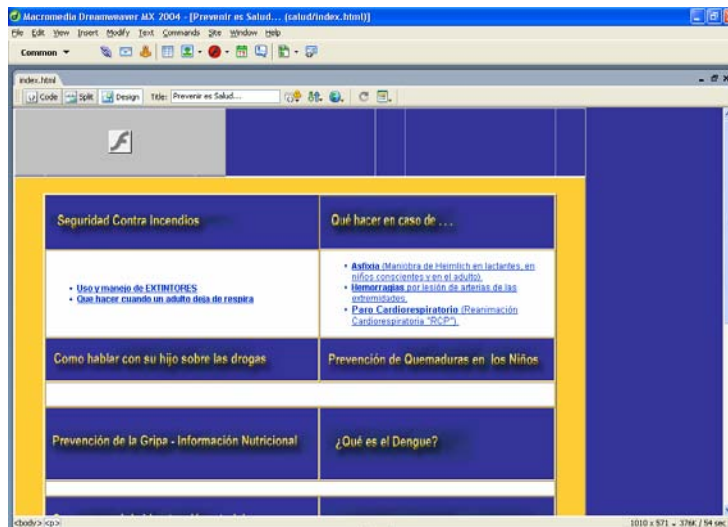 Macromedia Dreamweaver MX 2004 - [Prevenir es Salud... (salud/index.html)]
File Edit View Insert Modify Text Commands Site Window Help
Common
index.html
Code Split Design Title: Prevenir es Salud...
Seguridad Contra Incendios
Qué hacer en caso de ...
• Uso y manejo de EXTINTORES
• Que hacer cuando un adulto deja de respira
• Asfixia (Maniobra de Heimlich en lactantes, en
niños conscientes y en el adulto).
• Hemorragias por lesión de arterias de las
extremidades.
• Paro Cardiorespiratorio (Reanimación
Cardiorespiratoria "RCP").
Como hablar con su hijo sobre las drogas
Prevención de Quemaduras en los Niños
Prevención de la Gripa - Información Nutricional
¿Qué es el Dengue?
<body> <p>
1010 x 571 - 376K / 54 sec